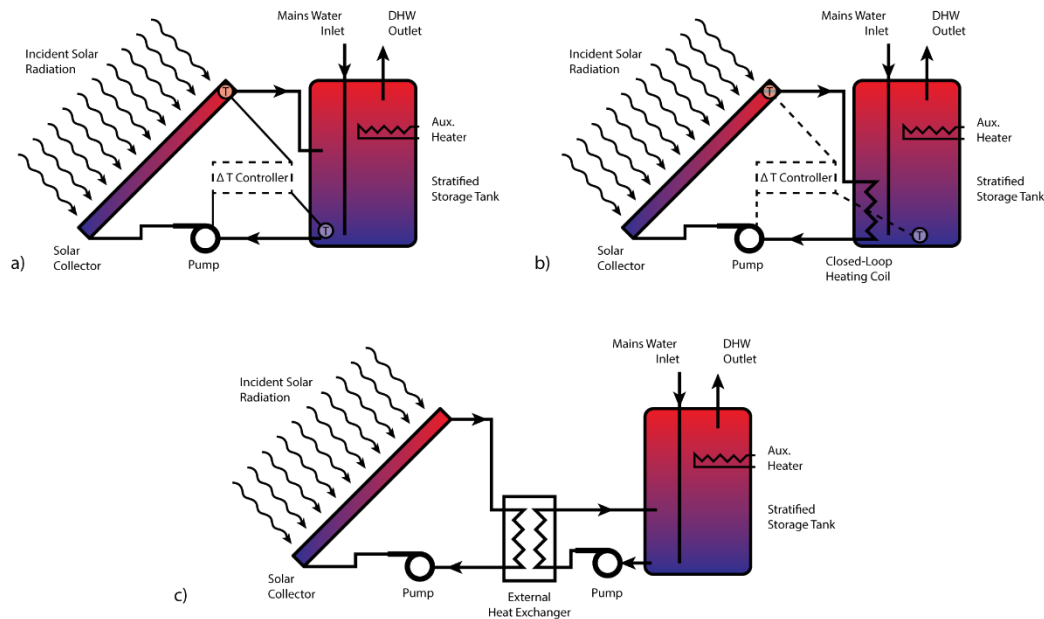 Mains Water
Inlet
DHW
Outlet
Incident Solar
Radiation
T
Aux.
Heater
Δ T Controller
Stratified
Storage Tank
T
Solar
Collector
Pump
a)
Mains Water
Inlet
DHW
Outlet
Incident Solar
Radiation
T
Aux.
Heater
Δ T Controller
Stratified
Storage Tank
T
Solar
Collector
Pump
Closed-Loop
Heating Coil
b)
Mains Water
Inlet
DHW
Outlet
Incident Solar
Radiation
Aux.
Heater
Stratified
Storage Tank
Solar
Collector
Pump
External
Heat Exchanger
Pump
c)